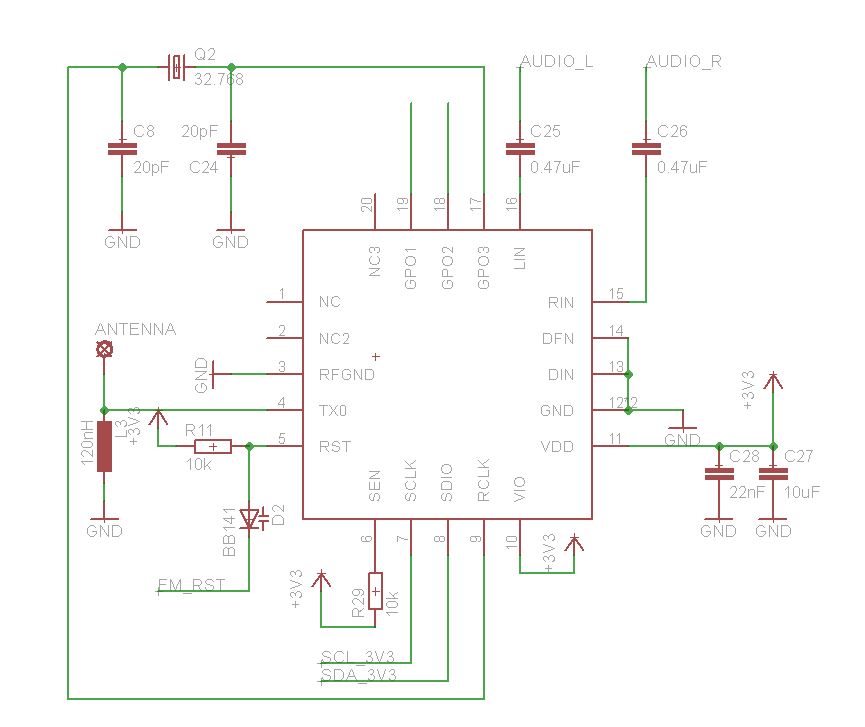 Q2
32.768
AUDIO_L
AUDIO_R
C8
20pF
20pF
C24
C25
0.47uF
C26
0.47uF
GND
GND
20
19
18
17
16
NC3
GPO1
GPO2
GPO3
LIN
1
NC
RIN
15
2
NC2
DFN
14
ANTENNA
GND
3
RFGND
DIN
13
4
TX0
GND
+3V3
+3V3
R11
10k
5
RST
VDD
11
GND
120nH
L3
C28
22nF
C27
10uF
SEN
SCLK
SDIO
RCLK
VIO
GND
GND
GND
BB141
D2
6
7
8
9
10
+3V3
FM_RST
+3V3
R29
10k
SCL_3V3
SDA_3V3